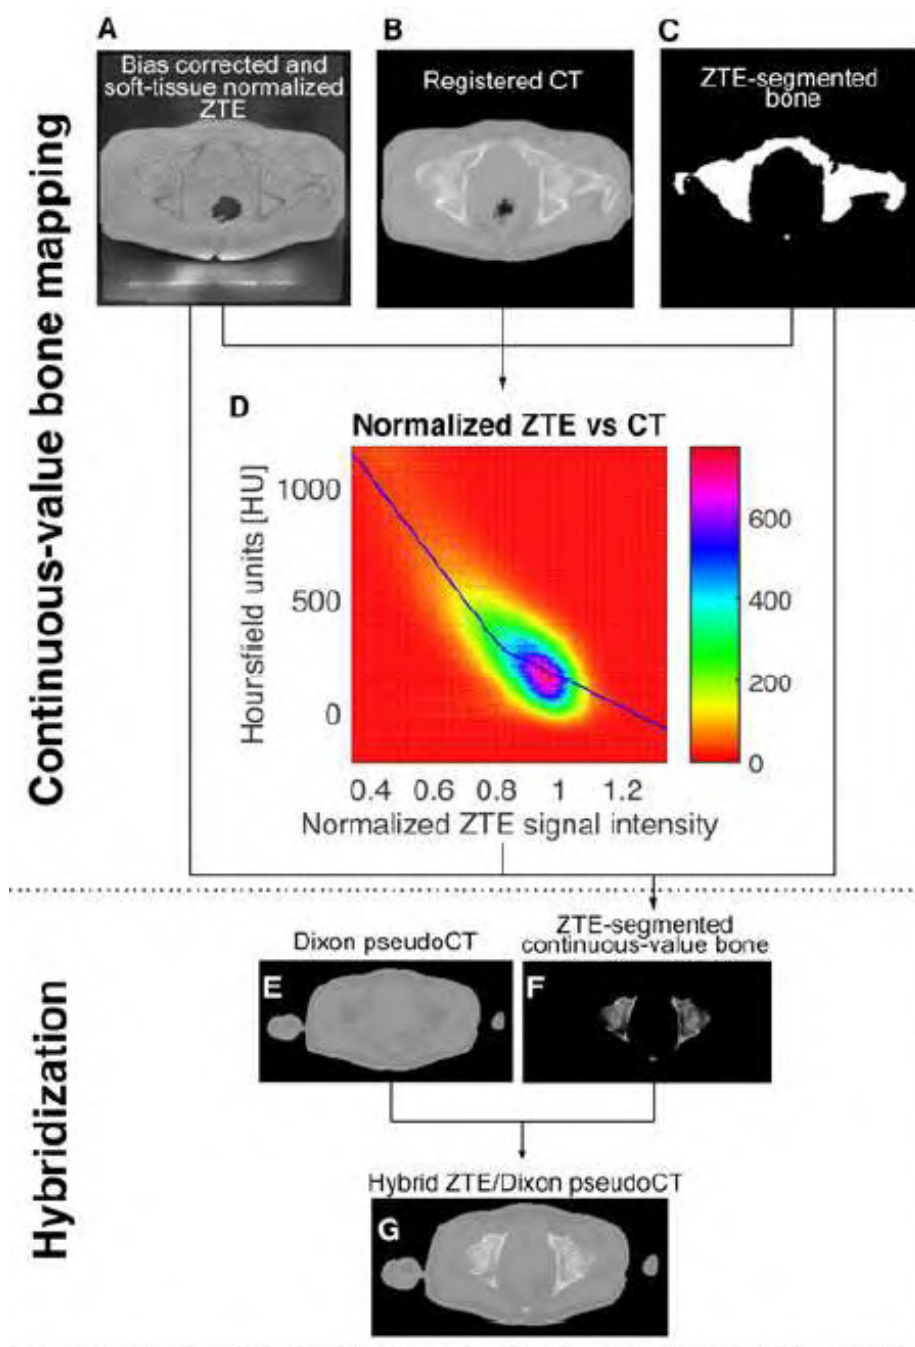 A
B
C
Bias corrected and
soft-tissue normalized
ZTE
Registered CT
ZTE-segmented
bone
Continuous-value bone mapping
D
Normalized ZTE vs CT
Hoursfield units [HU]
1000
500
0
600
400
200
0
0.4 0.6 0.8 1 1.2
Normalized ZTE signal intensity
Hybridization
Dixon pseudoCT
ZTE-segmented
continuous-value bone
E
F
Hybrid ZTE/Dixon pseudoCT
G